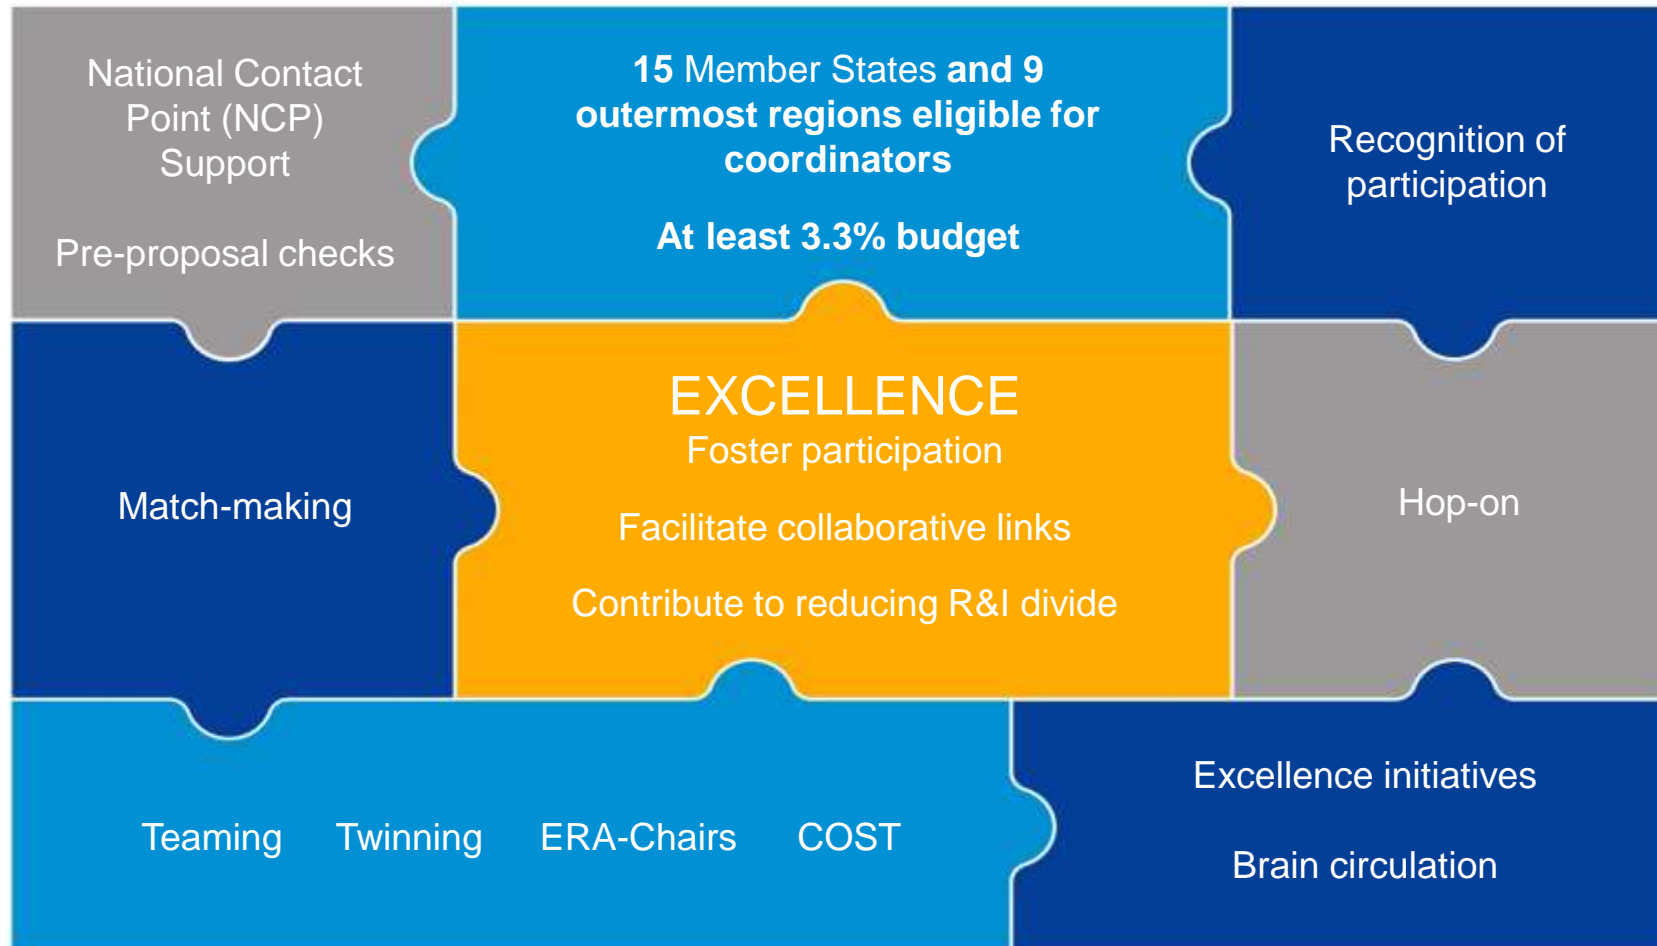 National Contact
Point (NCP)
Support
Pre-proposal checks
15 Member States and 9
outermost regions eligible for
coordinators
At least 3.3% budget
Recognition of
participation
Match-making
EXCELLENCE
Foster participation
Facilitate collaborative links
Contribute to reducing R&I divide
Hop-on
Teaming Twinning ERA-Chairs COST
Excellence initiatives
Brain circulation